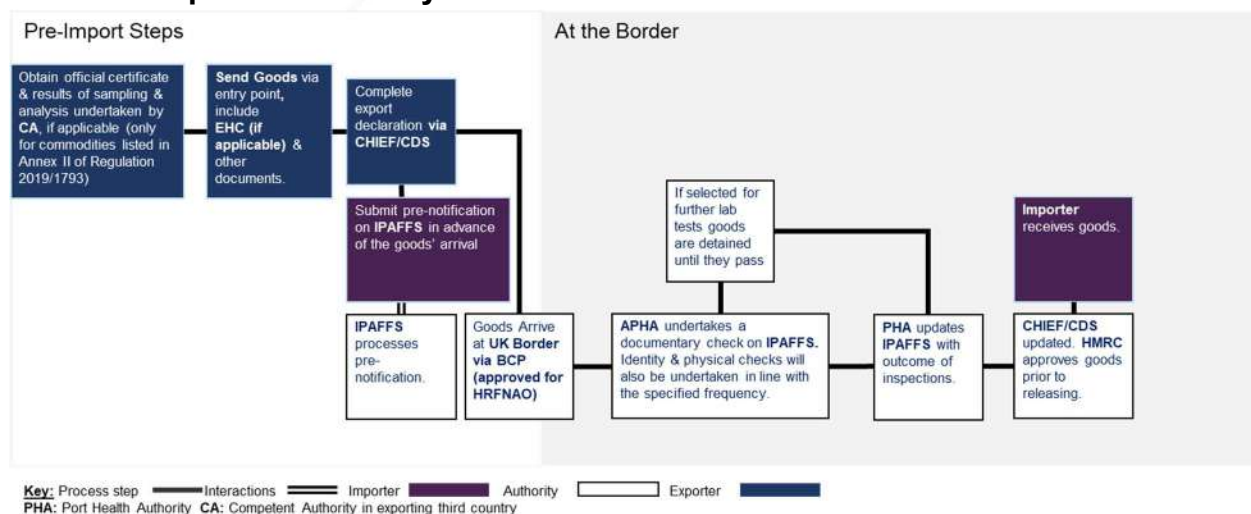 Pre-Import Steps
At the Border
Obtain official certificate
& results of sampling &
analysis undertaken by
CA, if applicable (only
for commodities listed in
Annex II of Regulation
2019/1793)
Send Goods via
entry point,
include
EHC (if
applicable) &
other
documents.
Complete
export
declaration via
CHIEF/CDS
Submit pre-notification
on IPAFFS in advance
of the goods' arrival
IPAFFS
processes
pre-
notification.
Goods Arrive
at UK Border
via BCP
(approved for
HRFNAO)
If selected for
further lab
tests goods
are detained
until they pass
APHA undertakes a
documentary check on IPAFFS.
Identity & physical checks will
also be undertaken in line with
the specified frequency.
PHA updates
IPAFFS with
outcome of
inspections.
Importer
receives goods.
CHIEF/CDS
updated. HMRC
approves goods
prior to
releasing.
Key: Process step Interactions Importer Authority Exporter
PHA: Port Health Authority CA: Competent Authority in exporting third country